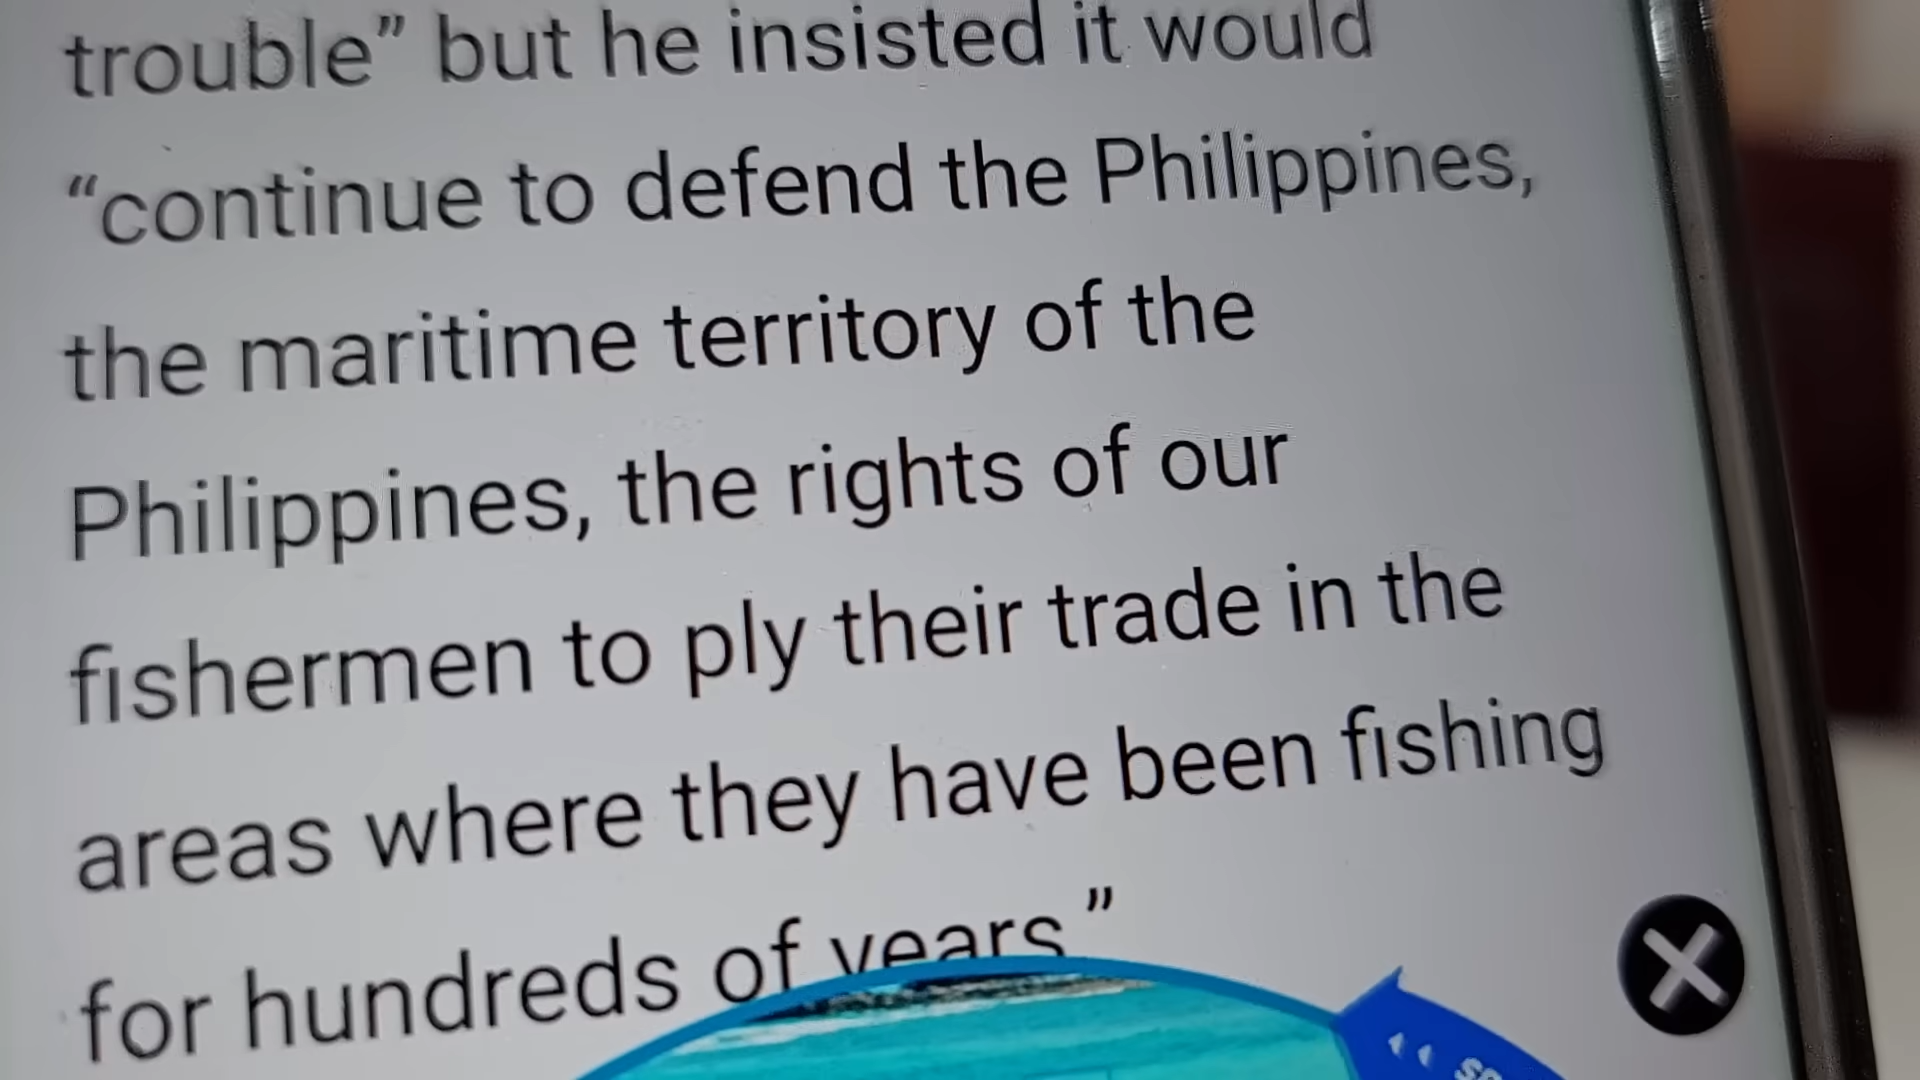 trouble” but he insisted it would
“continue to defend the Philippines,
the maritime territory of the
Philippines, the rights of our
fishermen to ply their trade in the
areas where they have been fishing
for hundreds of years”